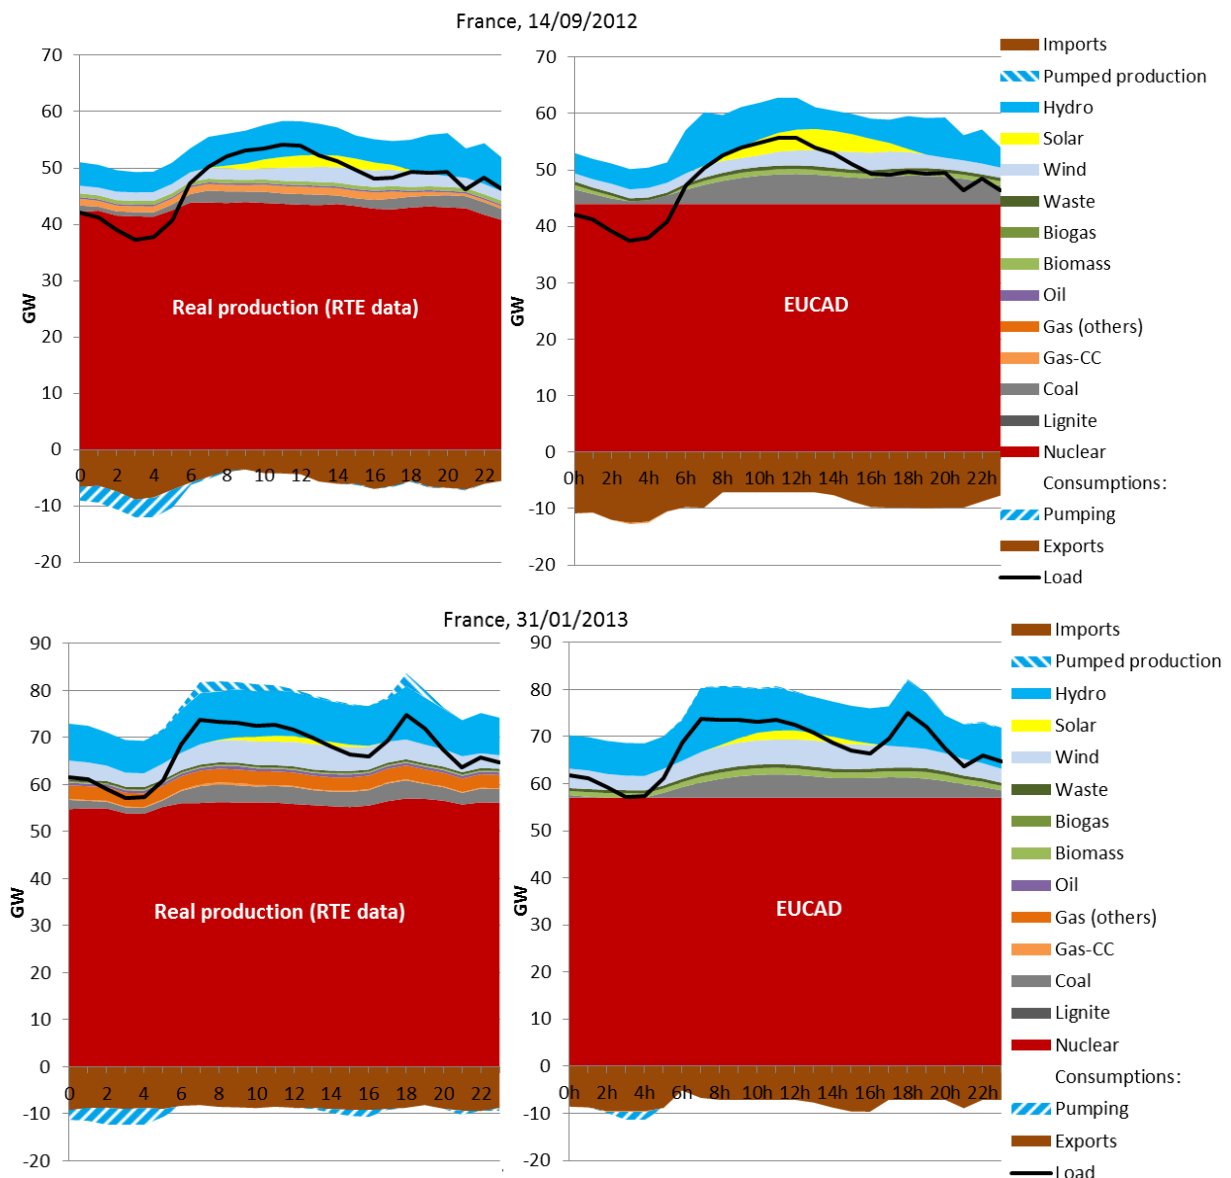 France, 14/09/2012
70
60
50
40
30
20
10
0
-10
-20
GW
Real production (RTE data)
0 2 4 6 8 10 12 14 16 18 20 22
70
60
50
40
30
20
10
0
-10
-20
GW
EUCAD
0h 2h 4h 6h 8h 10h 12h 14h 16h 18h 20h 22h
Imports
Pumped production
Hydro
Solar
Wind
Waste
Biogas
Biomass
Oil
Gas (others)
Gas-CC
Coal
Lignite
Nuclear
Consumptions:
Pumping
Exports
Load
France, 31/01/2013
90
80
70
60
50
40
30
20
10
0
-10
-20
GW
Real production (RTE data)
0 2 4 6 8 10 12 14 16 18 20 22
90
80
70
60
50
40
30
20
10
0
-10
-20
GW
EUCAD
0h 2h 4h 6h 8h 10h 12h 14h 16h 18h 20h 22h
Imports
Pumped production
Hydro
Solar
Wind
Waste
Biogas
Biomass
Oil
Gas (others)
Gas-CC
Coal
Lignite
Nuclear
Consumptions:
Pumping
Exports
Load